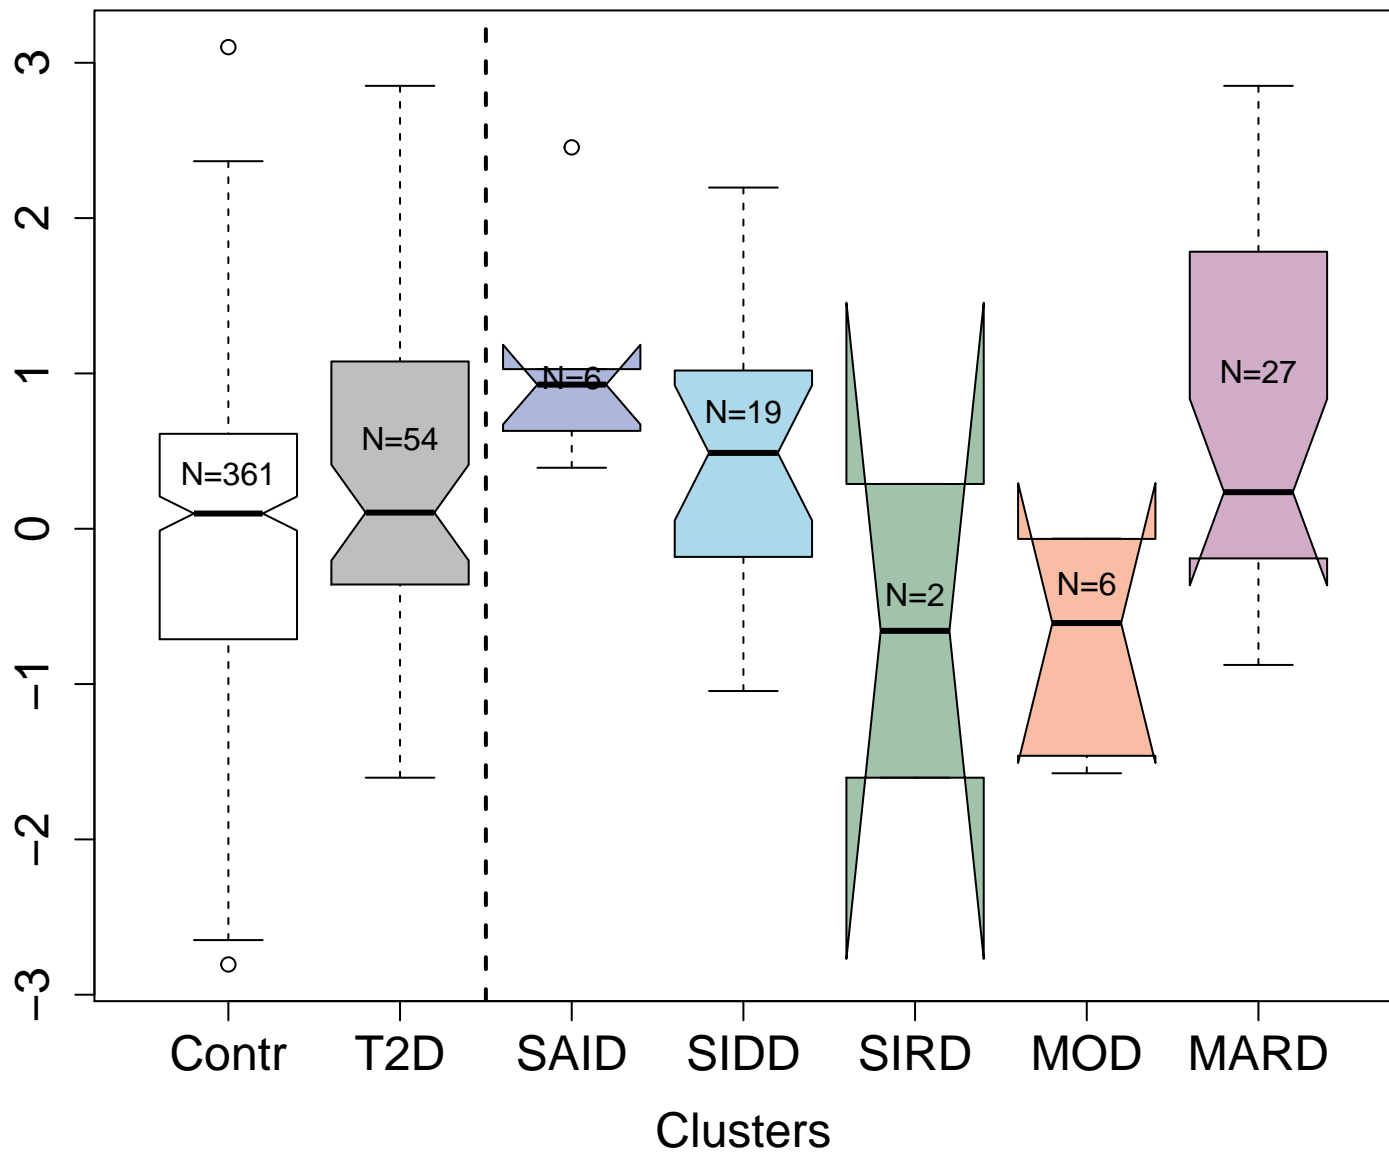 3
2
1
0
−1
−2
−3
N=361
N=54
N=6
N=19
N=2
N=6
N=27
Contr T2D SAID SIDD SIRD MOD MARD
Clusters